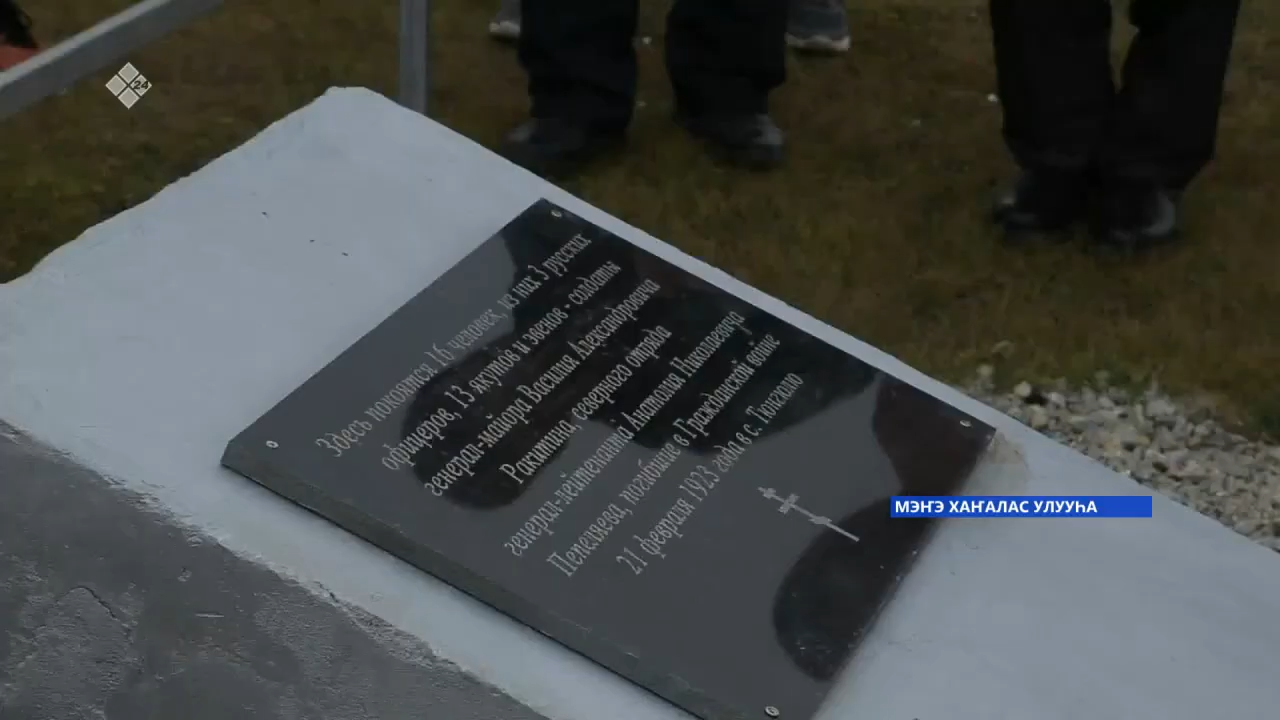 24
Здесь покоятся 16 человек, из них 3 русских
офицеров, 13 якутов и эвенов - солдаты
генерал-майора Василия Александровича
Ракитина, северного отряда
генерал-лейтенанта Анатолия Николаевича
Пепеляева, погибшие в Гражданской войне
21 февраля 1923 года в с. Тюнгюлю
МЭҤЭ ХАҤАЛАС УЛУУҺА